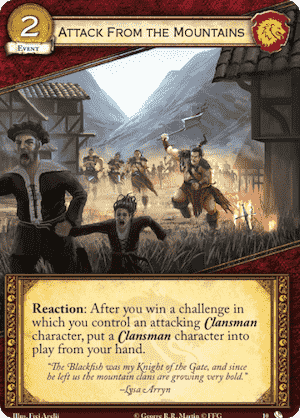 2
ATTACK FROM THE MOUNTAINS
EVENT
Reaction: After you win a challenge in
which you control an attacking Clansman
character, put a Clansman character into
play from your hand.
"The Blackfish was my Knight of the Gate, and since
he left us the mountain clans are growing very bold."
–Lysa Arryn
© George R.R. Martin © FFG